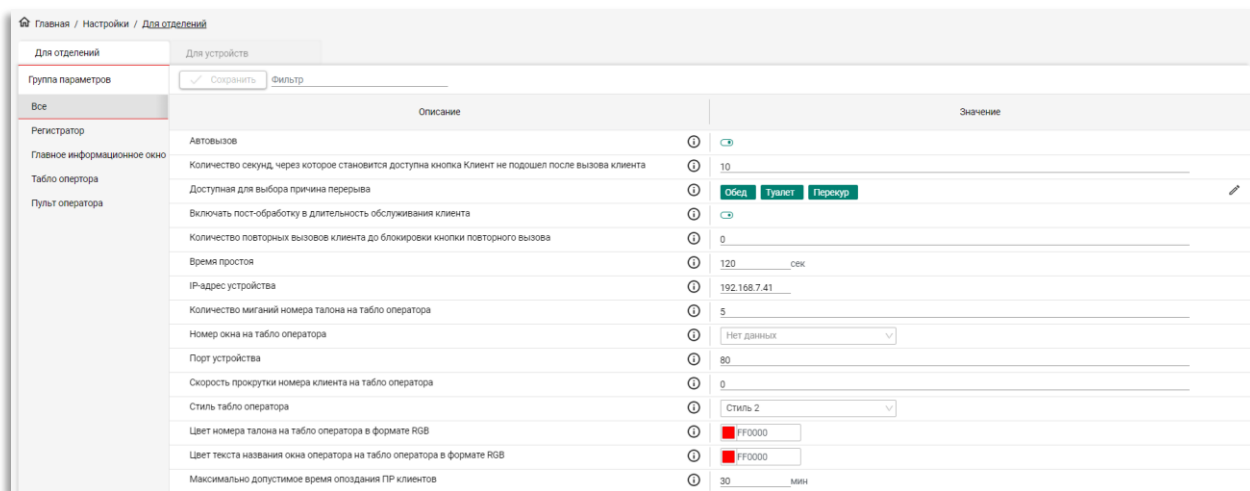 Главная / Настройки / Для отделений
Для отделений
Для устройств
Группа параметров
Сохранить
Фильтр
Все
Регистратор
Главное информационное окно
Табло опертора
Пульт оператора
Описание
Значение
Автовызов
Количество секунд, через которое становится доступна кнопка Клиент не подошел после вызова клиента
10
Доступная для выбора причина перерыва
Обед Туалет Перекур
Включать пост-обработку в длительность обслуживания клиента
Количество повторных вызовов клиента до блокировки кнопки повторного вызова
0
Время простоя
120 сек
IP-адрес устройства
192.168.7.41
Количество миганий номера талона на табло оператора
5
Номер окна на табло оператора
Нет данных
Порт устройства
80
Скорость прокрутки номера клиента на табло оператора
0
Стиль табло оператора
Стиль 2
Цвет номера талона на табло оператора в формате RGB
FF0000
Цвет текста названия окна оператора на табло оператора в формате RGB
FF0000
Максимально допустимое время опоздания ПР клиентов
30 мин